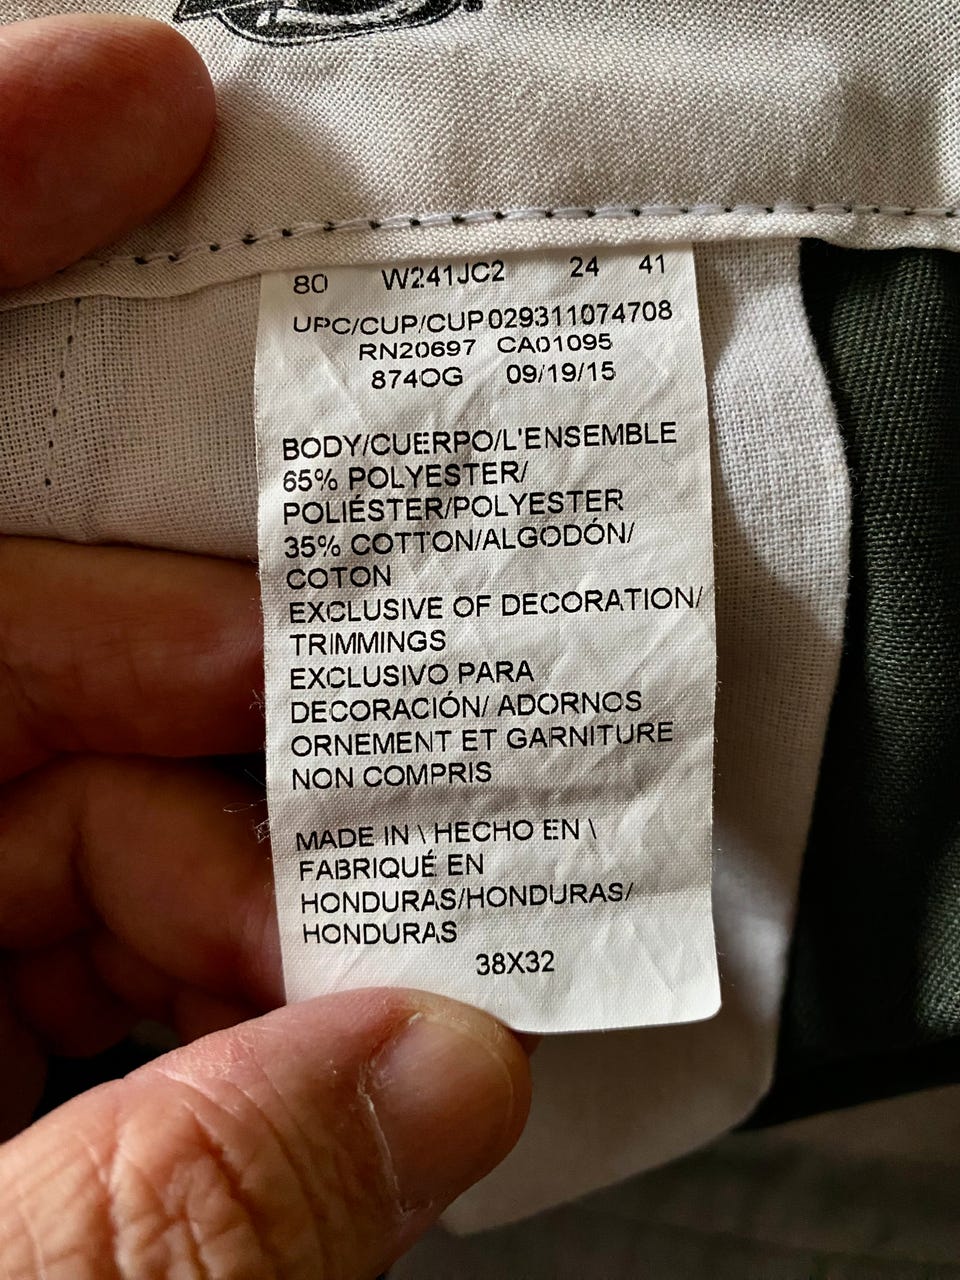 80 W241JC2 24 41
UPC/CUP/CUP029311074708
RN20697 CA01095
874OG 09/19/15
BODY/CUERPO/L'ENSEMBLE
65% POLYESTER/
POLIÉSTER/POLYESTER
35% COTTON/ALGODÓN/
COTON
EXCLUSIVE OF DECORATION/
TRIMMINGS
EXCLUSIVO PARA
DECORACIÓN/ ADORNOS
ORNEMENT ET GARNITURE
NON COMPRIS
MADE IN \ HECHO EN \
FABRIQUÉ EN
HONDURAS/HONDURAS/
HONDURAS
38X32